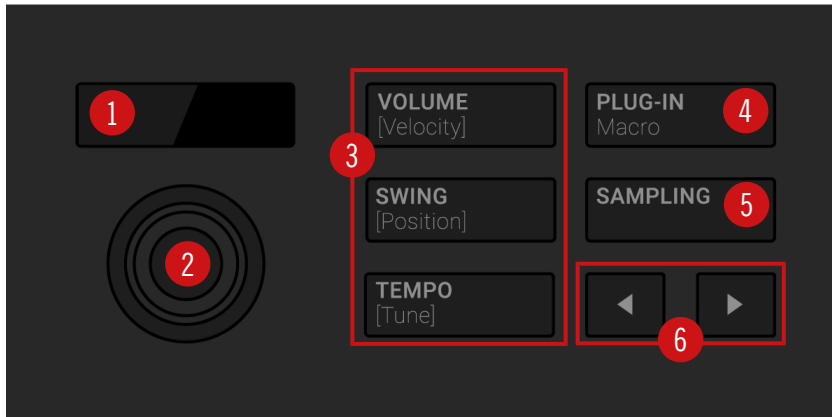 1
2
3
VOLUME
[Velocity]
SWING
[Position]
TEMPO
[Tune]
PLUG-IN
Macro
4
SAMPLING
5
6